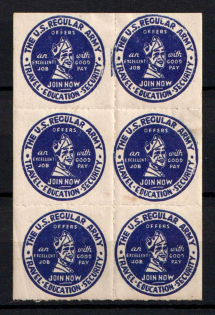 THE U.S. REGULAR ARMY
OFFERS
an with
EXCELLENT GOOD
JOB PAY
JOIN NOW
TRAVEL-EDUCATION-SECURITY
THE U.S. REGULAR ARMY
OFFERS
an with
EXCELLENT GOOD
JOB PAY
JOIN NOW
TRAVEL-EDUCATION-SECURITY
THE U.S. REGULAR ARMY
OFFERS
an with
EXCELLENT GOOD
JOB PAY
JOIN NOW
TRAVEL-EDUCATION-SECURITY
THE U.S. REGULAR ARMY
OFFERS
an with
EXCELLENT GOOD
JOB PAY
JOIN NOW
TRAVEL-EDUCATION-SECURITY
THE U.S. REGULAR ARMY
OFFERS
an with
EXCELLENT GOOD
JOB PAY
JOIN NOW
TRAVEL-EDUCATION-SECURITY
THE U.S. REGULAR ARMY
OFFERS
an with
EXCELLENT GOOD
JOB PAY
JOIN NOW
TRAVEL-EDUCATION-SECURITY